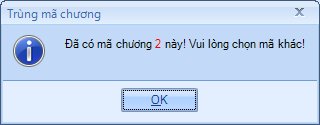 Trùng mã chương
Đã có mã chương 2 này! Vui lòng chọn mã khác!
OK